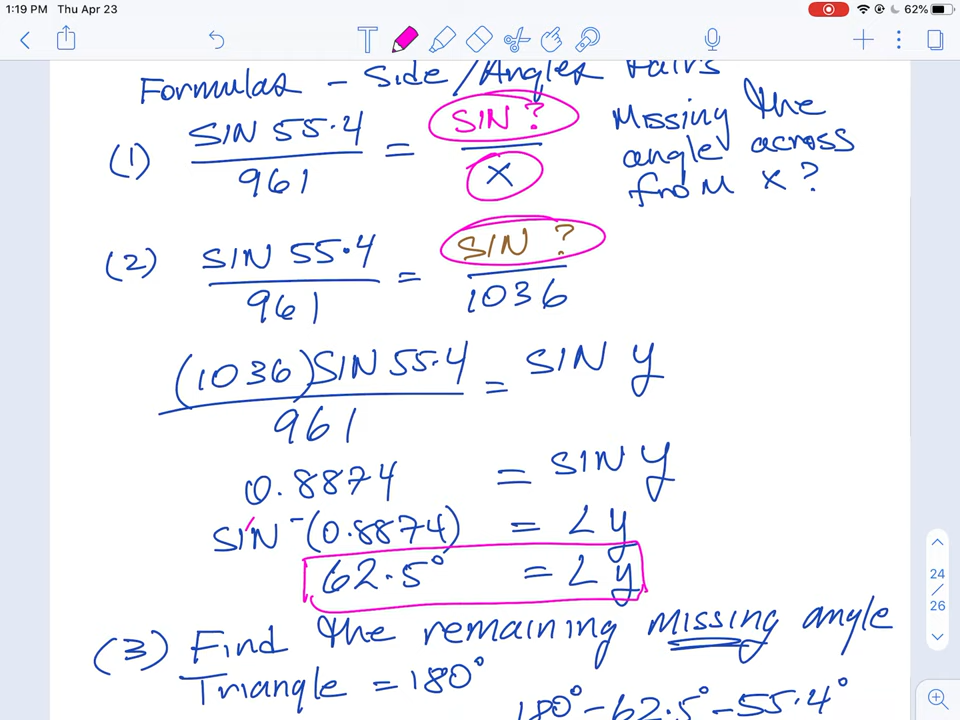 1:19 PM Thu Apr 23 62%
Formulas - Side/Angles Pairs
(1) SIN 55.4 / 961 = SIN ? / X Missing the angle across from X?
(2) SIN 55.4 / 961 = SIN ? / 1036
(1036) SIN 55.4 / 961 = SIN y
0.8874 = SIN y
SIN⁻(0.8874) = ∠ y
62.5° = ∠ y
(3) Find the remaining missing angle
Triangle = 180°
180° - 62.5° - 55.4°
24 / 26